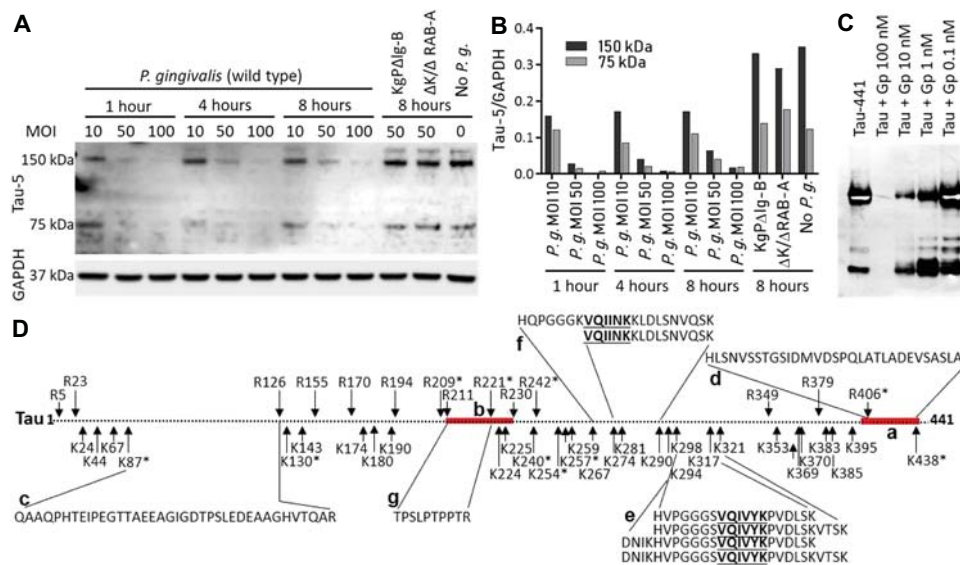 A
P. gingivalis (wild type)
KgPΔIg-B
ΔK/Δ RAB-A
No P. g.
1 hour 4 hours 8 hours 8 hours
MOI 10 50 100 10 50 100 10 50 100 50 50 0
Tau-5
150 kDa
75 kDa
GAPDH
37 kDa
B
Tau-5/GAPDH
0.4
0.3
0.2
0.1
0.0
150 kDa
75 kDa
P. g. MOI 10
P. g. MOI 50
P. g. MOI 100
P. g. MOI 10
P. g. MOI 50
P. g. MOI 100
P. g. MOI 10
P. g. MOI 50
P. g. MOI 100
KgPΔIg-B
ΔK/ΔRAB-A
No P. g.
1 hour 4 hours 8 hours 8 hours
C
Tau-441
Tau + Gp 100 nM
Tau + Gp 10 nM
Tau + Gp 1 nM
Tau + Gp 0.1 nM
D
HQPGGGKVQIINKKLDLSNVQSK
VQIINKKLDLSNVQSK
f
HLSNVSSTGSIDMVDSPQLATLADEVSASLA
d
R5 R23 R126 R155 R170 R194 R209* R211 R221* R230 R242* R349 R379 R406*
b
Tau 1
441
a
K24 K44 K67 K87* K130* K143 K174 K180 K190 K224 K225 K240* K254* K257* K259 K267 K274 K281 K290 K294 K298 K317 K321 K353 K369 K370 K383 K385 K395 K438*
c
QAAQPHTEIPEGTTAEEAGIGDTPSLEDEAAGHVTQAR
g
TPSLPTPPTR
e
HVPGGGSVQIVYKPVDLSK
HVPGGGSVQIVYKPVDLSKVTSK
DNIKHVPGGGSVQIVYKPVDLSK
DNIKHVPGGGSVQIVYKPVDLSKVTSK